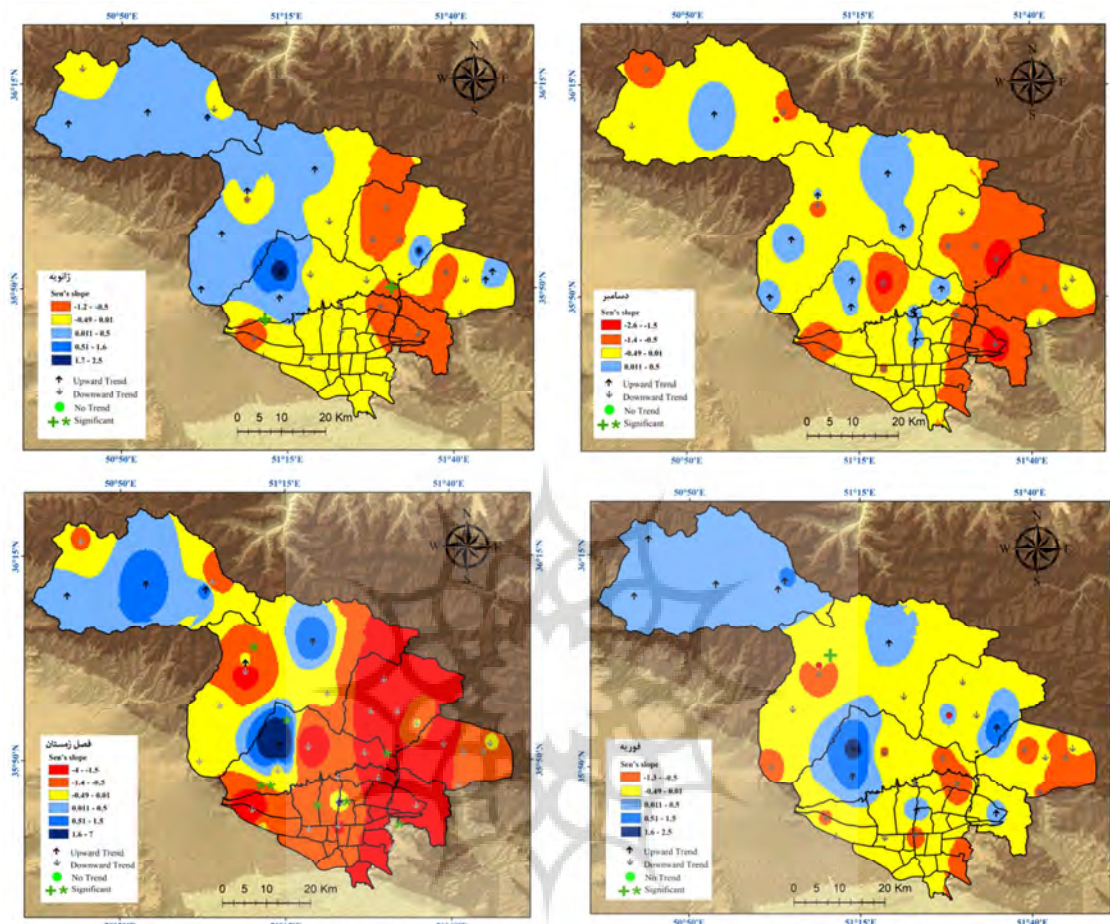 50°50'E 51°15'E 51°40'E
36°15'N
35°50'N
N
W E
S
ژانویه
Sen's slope
-1.2 - -0.5
-0.49 - 0.01
0.011 - 0.5
0.51 - 1.6
1.7 - 2.5
Upward Trend
Downward Trend
No Trend
Significant
0 5 10 20 Km
50°50'E 51°15'E 51°40'E
50°50'E 51°15'E 51°40'E
36°15'N
35°50'N
N
W E
S
دسامبر
Sen's slope
-2.6 - -1.5
-1.4 - -0.5
-0.49 - 0.01
0.011 - 0.5
Upward Trend
Downward Trend
No Trend
Significant
0 5 10 20 Km
50°50'E 51°15'E 51°40'E
36°15'N
35°50'N
N
W E
S
فصل زمستان
Sen's slope
-4 - -1.5
-1.4 - -0.5
-0.49 - 0.01
0.011 - 0.5
0.51 - 1.5
1.6 - 7
Upward Trend
Downward Trend
No Trend
Significant
0 5 10 20 Km
36°15'N
35°50'N
N
W E
S
فوریه
Sen's slope
-1.3 - -0.5
-0.49 - 0.01
0.011 - 0.5
0.51 - 1.5
1.6 - 2.5
Upward Trend
Downward Trend
No Trend
Significant
0 5 10 20 Km
50°50'E 51°15'E 51°40'E